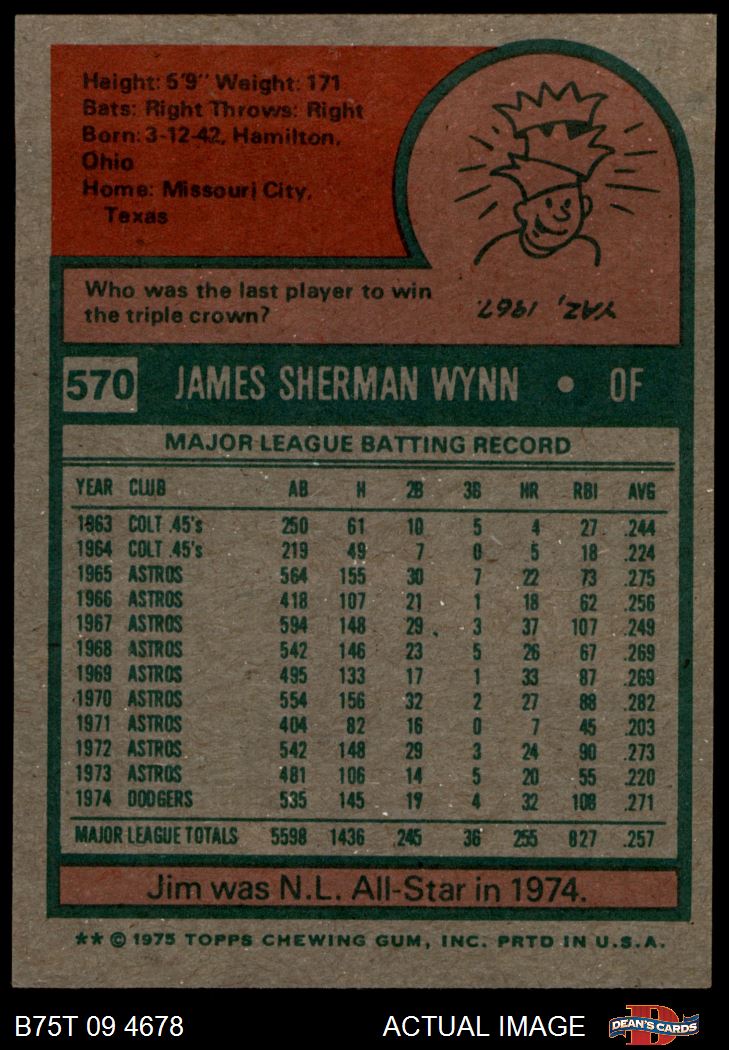 Height: 5'9" Weight: 171
Bats: Right Throws: Right
Born: 3-12-42, Hamilton,
Ohio
Home: Missouri City,
Texas
Who was the last player to win
the triple crown?
YAZ, 1967.
570 JAMES SHERMAN WYNN • OF
MAJOR LEAGUE BATTING RECORD
YEAR CLUB AB H 2B 3B HR RBI AVG
1963 COLT .45's 250 61 10 5 4 27 .244
1964 COLT .45's 219 49 7 0 5 18 .224
1965 ASTROS 564 155 30 7 22 73 .275
1966 ASTROS 418 107 21 1 18 62 .256
1967 ASTROS 594 148 29 3 37 107 .249
1968 ASTROS 542 146 23 5 26 67 .269
1969 ASTROS 495 133 17 1 33 87 .269
1970 ASTROS 554 156 32 2 27 88 .282
1971 ASTROS 404 82 16 0 7 45 .203
1972 ASTROS 542 148 29 3 24 90 .273
1973 ASTROS 481 106 14 5 20 55 .220
1974 DODGERS 535 145 17 4 32 108 .271
MAJOR LEAGUE TOTALS 5598 1436 245 36 255 827 .257
Jim was N.L. All-Star in 1974.
** © 1975 TOPPS CHEWING GUM, INC. PRTD IN U.S.A.
B75T 09 4678 ACTUAL IMAGE D DEAN'S CARDS